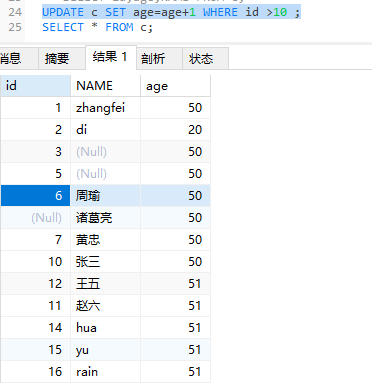 24 UPDATE c SET age=age+1 WHERE id >10 ;
25 SELECT * FROM c;
消息 摘要 结果 1 剖析 状态
id NAME age
1 zhangfei 50
2 di 20
3 (Null) 50
5 (Null) 50
6 周瑜 50
(Null) 诸葛亮 50
7 黄忠 50
10 张三 50
12 王五 51
11 赵六 51
14 hua 51
15 yu 51
16 rain 51